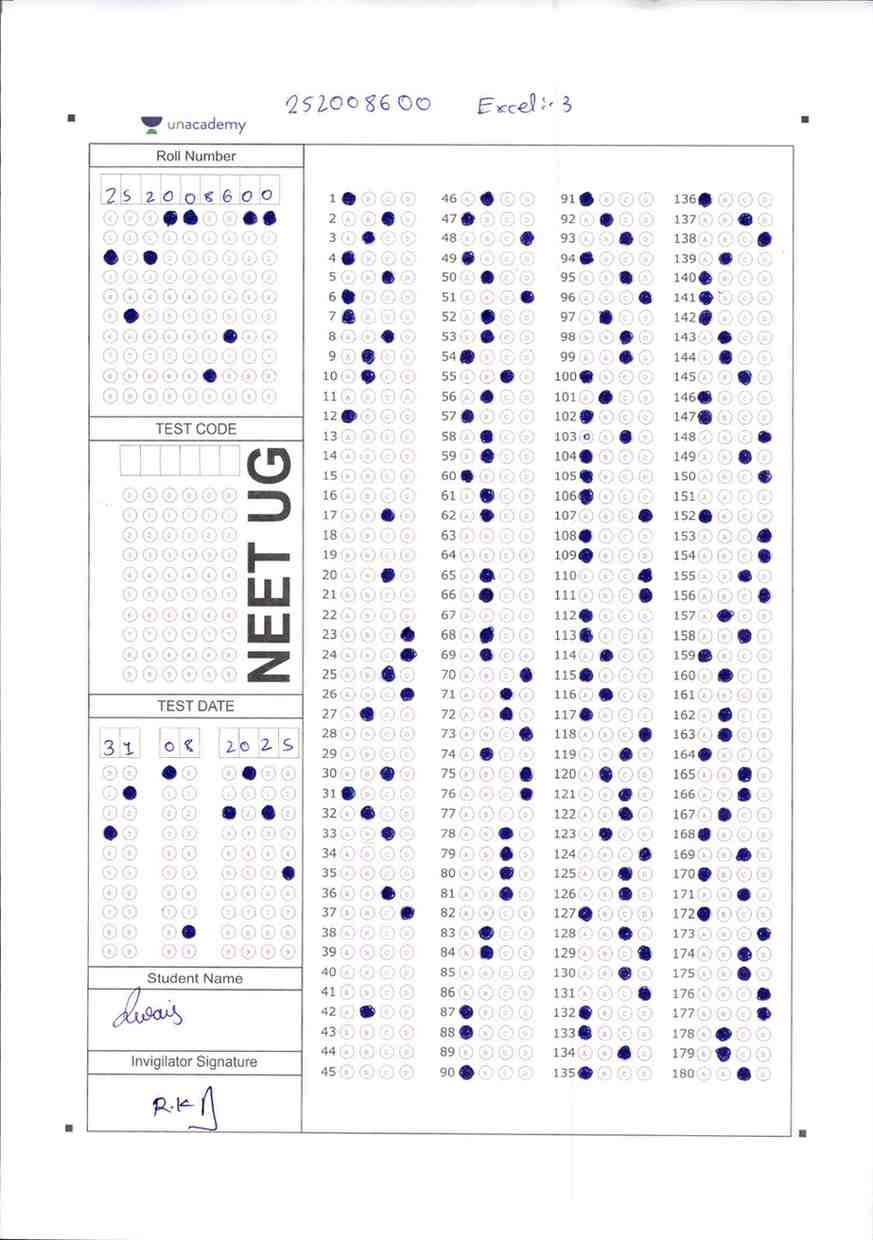 252008600 Excel :- 3
unacademy
Roll Number
2 5 2 0 0 8 6 0 0
TEST CODE
NEET UG
TEST DATE
3 1 0 8 2 0 2 5
Student Name
Invigilator Signature
R.K
1 46 91 136
2 47 92 137
3 48 93 138
4 49 94 139
5 50 95 140
6 51 96 141
7 52 97 142
8 53 98 143
9 54 99 144
10 55 100 145
11 56 101 146
12 57 102 147
13 58 103 148
14 59 104 149
15 60 105 150
16 61 106 151
17 62 107 152
18 63 108 153
19 64 109 154
20 65 110 155
21 66 111 156
22 67 112 157
23 68 113 158
24 69 114 159
25 70 115 160
26 71 116 161
27 72 117 162
28 73 118 163
29 74 119 164
30 75 120 165
31 76 121 166
32 77 122 167
33 78 123 168
34 79 124 169
35 80 125 170
36 81 126 171
37 82 127 172
38 83 128 173
39 84 129 174
40 85 130 175
41 86 131 176
42 87 132 177
43 88 133 178
44 89 134 179
45 90 135 180